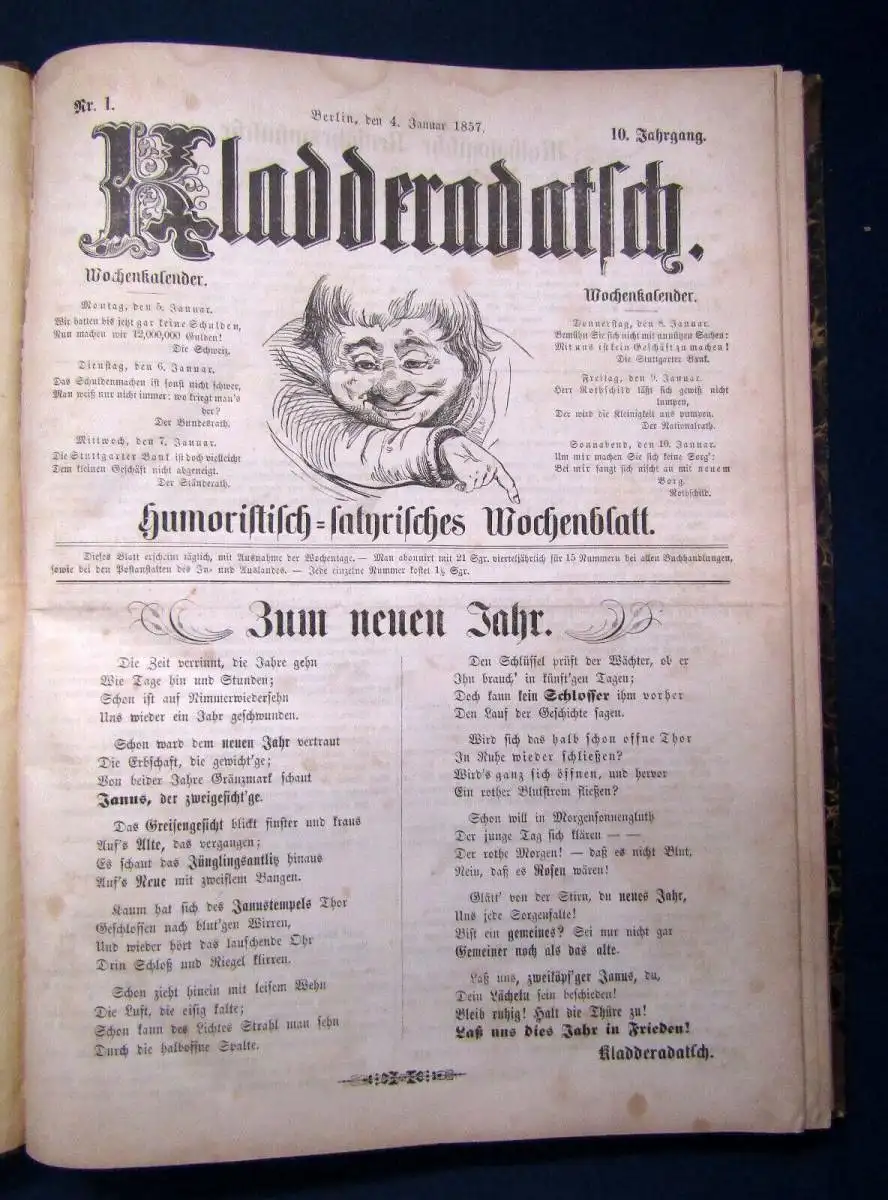 Nr. 1.
Berlin, den 4. Januar 1857.
10. Jahrgang.
Kladderadatsch.
Wochenkalender.
Montag, den 5. Januar.
Wir hatten bis jetzt gar keine Schulden,
Nun machen wir 12,000,000 Gulden!
Die Schweiz.
Dienstag, den 6. Januar.
Das Schuldenmachen ist sonst nicht schwer,
Man weiß nur nicht immer: wo kriegt man's
her?
Der Bundesrath.
Mittwoch, den 7. Januar.
Die Stuttgarter Bank ist doch vielleicht
Dem kleinen Geschäft nicht abgeneigt.
Der Ständerath.
Wochenkalender.
Donnerstag, den 8. Januar.
Bemühn Sie sich nicht mit unnützen Sachen:
Mit uns ist kein Geschäft zu machen!
Die Stuttgarter Bank.
Freitag, den 9. Januar.
Herr Rothschild läßt sich gewiß nicht
lumpen,
Der wird die Kleinigkeit aus pumpen.
Der Nationalrath.
Sonnabend, den 10. Januar.
Um mir machen Sie sich keine Sorg':
Bei mir fangt sich nischt an mit neuem
Borg.
Rothschild.
Humoristisch=satyrisches Wochenblatt.
Dieses Blatt erscheint täglich, mit Ausnahme der Wochentage. — Man abonnirt mit 21 Sgr. vierteljährlich für 15 Nummern bei allen Buchhandlungen,
sowie bei den Postanstalten des In- und Auslandes. — Jede einzelne Nummer kostet 1½ Sgr.
Zum neuen Jahr.
Die Zeit verrinnt, die Jahre gehn
Wie Tage hin und Stunden;
Schon ist auf Nimmerwiedersehn
Uns wieder ein Jahr geschwunden.
Schon ward dem neuen Jahr vertraut
Die Erbschaft, die gewicht'ge;
Von beider Jahre Gränzmark schaut
Janus, der zweigesicht'ge.
Das Greisengesicht blickt finster und kraus
Auf's Alte, das vergangen;
Es schaut das Jünglingsantlitz hinaus
Auf's Neue mit zweiflem Bangen.
Kaum hat sich des Janustempels Thor
Geschlossen nach blut'gen Wirren,
Und wieder hört das lauschende Ohr
Drin Schloß und Riegel klirren.
Schon zieht hinein mit leisem Wehn
Die Luft, die eisig kalte;
Schon kann des Lichtes Strahl man sehn
Durch die halboffne Spalte.
Den Schlüssel prüft der Wächter, ob er
Ihn brauch' in künft'gen Tagen;
Doch kann kein Schlosser ihm vorher
Den Lauf der Geschichte sagen.
Wird sich das halb schon offne Thor
In Ruhe wieder schließen?
Wird's ganz sich öffnen, und hervor
Ein rother Blutstrom fließen?
Schon will in Morgensonnengluth
Der junge Tag sich klären — —
Der rothe Morgen! — daß es nicht Blut,
Nein, daß es Rosen wären!
Glätt' von der Stirn, du neues Jahr,
Uns jede Sorgenfalte!
Bist ein gemeines? Sei nur nicht gar
Gemeiner noch als das alte.
Laß uns, zweiköpf'ger Janus, du,
Dein Lächeln sein beschieden!
Bleib ruhig! Halt die Thüre zu!
Laß uns dies Jahr in Frieden!
Kladderadatsch.